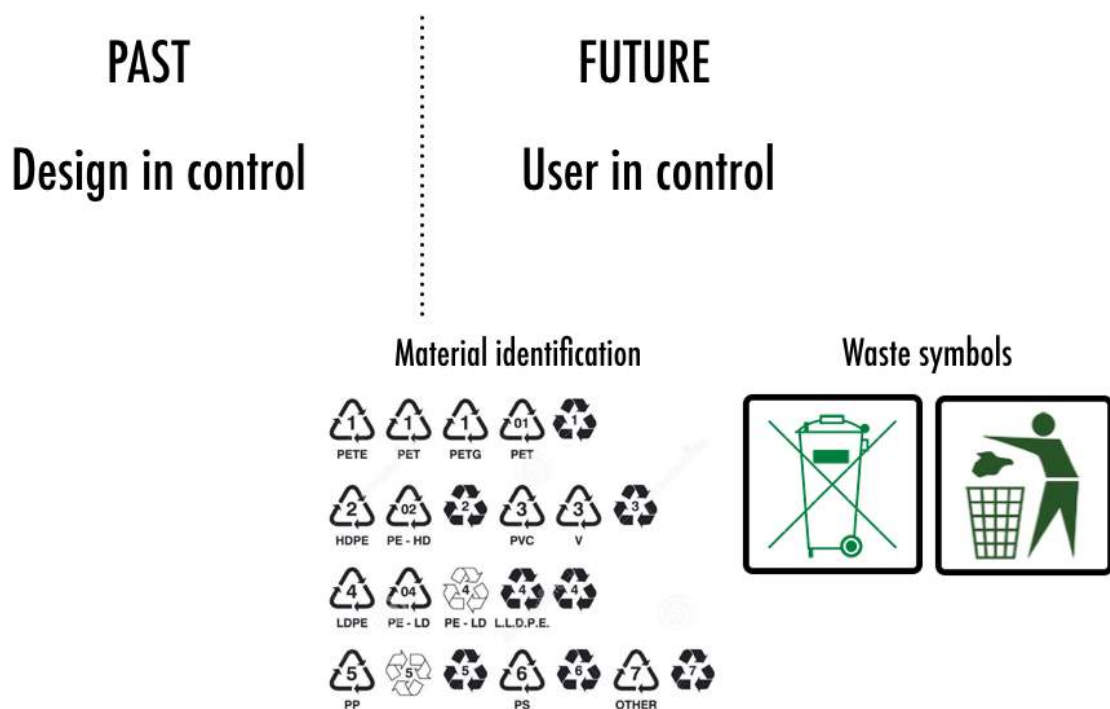 PAST
FUTURE
Design in control
User in control
Material identification
Waste symbols
1 1 1 01 1
PETE PET PETG PET
2 02 2 3 3 3
HDPE PE - HD PVC V
4 04 4 4 4
LDPE PE - LD PE - LD L.L.D.P.E.
5 5 5 6 6 7 7
PP PS OTHER